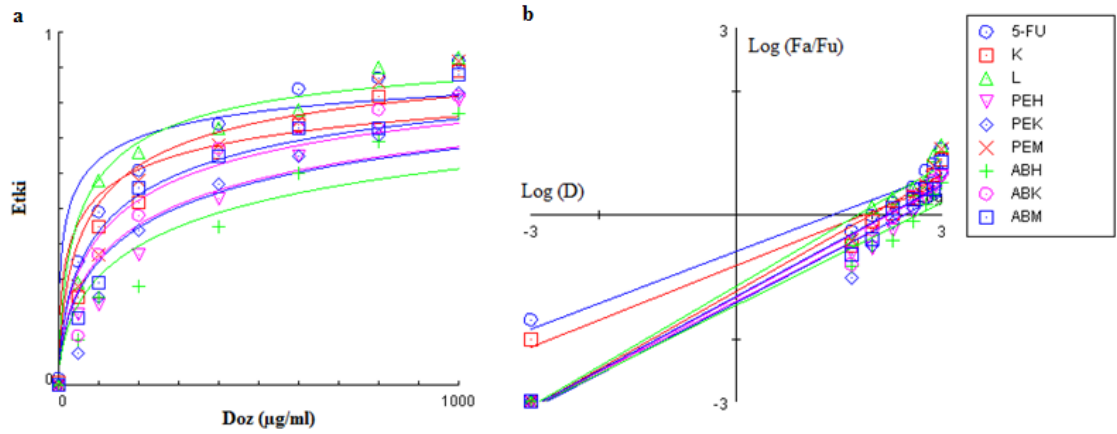 a
1
Etki
0
0
1000
Doz (µg/ml)
b
3
Log (Fa/Fu)
Log (D)
-3
3
-3
5-FU
K
L
PEH
PEK
PEM
ABH
ABK
ABM